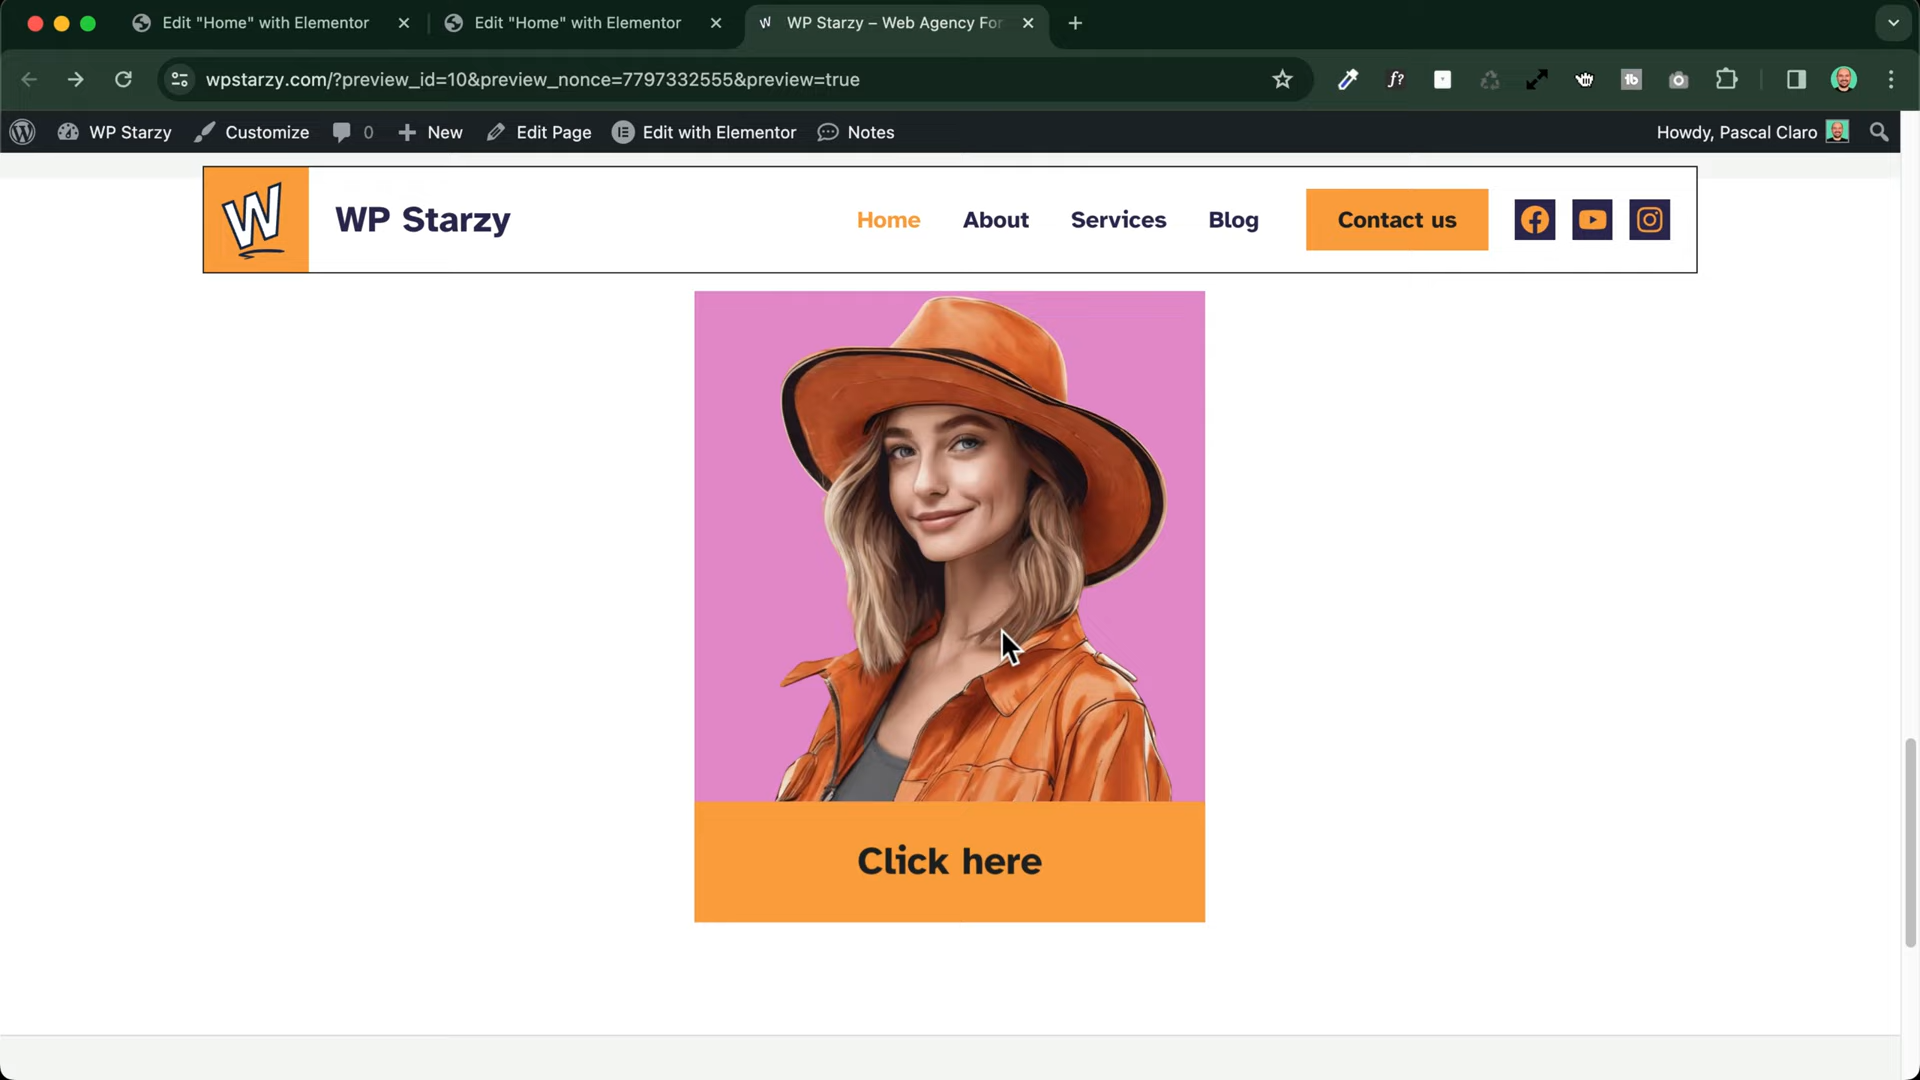 Edit "Home" with Elementor
Edit "Home" with Elementor
WP Starzy – Web Agency For
wpstarzy.com/?preview_id=10&preview_nonce=7797332555&preview=true
f?
tb
WP Starzy
Customize
0
New
Edit Page
Edit with Elementor
Notes
Howdy, Pascal Claro
W
WP Starzy
Home
About
Services
Blog
Contact us
Click here